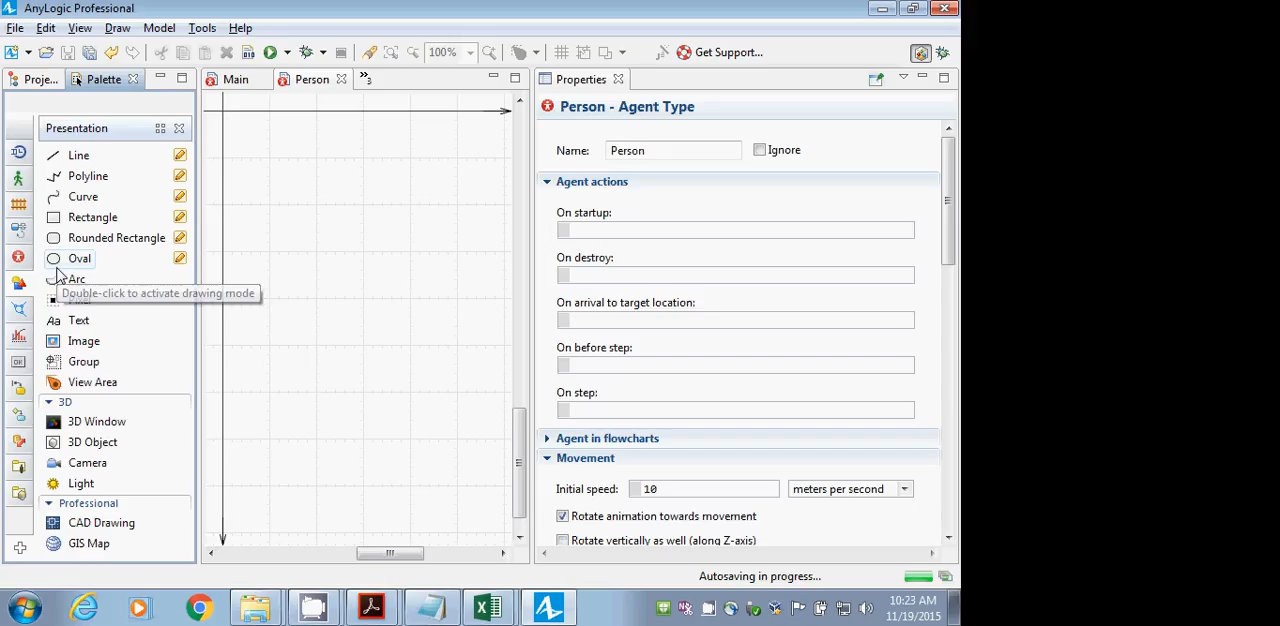 AnyLogic Professional
File Edit View Draw Model Tools Help
100% Get Support...
Proje... Palette Main Person »3 Properties
Presentation
Person - Agent Type
Line
Name: Person Ignore
Polyline
Agent actions
Curve
On startup:
Rectangle
Rounded Rectangle
Oval
On destroy:
Arc
Double-click to activate drawing mode
On arrival to target location:
Aa Text
Image
On before step:
Group
View Area
On step:
3D
3D Window
Agent in flowcharts
3D Object
Movement
Camera
Light
Initial speed: 10 meters per second
Professional
Rotate animation towards movement
CAD Drawing
Rotate vertically as well (along Z-axis)
GIS Map
OK
Autosaving in progress...
10:23 AM
11/19/2015